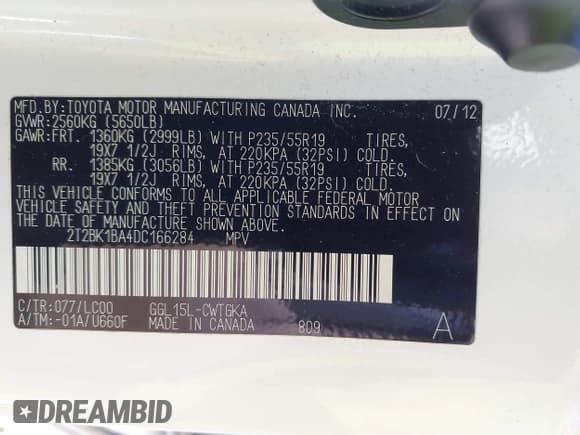 MFD.BY:TOYOTA MOTOR MANUFACTURING CANADA INC. 07/12
GVWR:2560KG (5650LB)
GAWR:FRT. 1360KG (2999LB) WITH P235/55R19 TIRES,
19X7 1/2J RIMS, AT 220KPA (32PSI) COLD.
RR. 1385KG (3056LB) WITH P235/55R19 TIRES,
19X7 1/2J RIMS, AT 220KPA (32PSI) COLD.
THIS VEHICLE CONFORMS TO ALL APPLICABLE FEDERAL MOTOR
VEHICLE SAFETY AND THEFT PREVENTION STANDARDS IN EFFECT ON
THE DATE OF MANUFACTURE SHOWN ABOVE.
2T2BK1BA4DC166284 MPV
C/TR:077/LC00 GGL15L-CWTGKA
A/TM:-01A/U660F MADE IN CANADA 809 A
DREAMBID